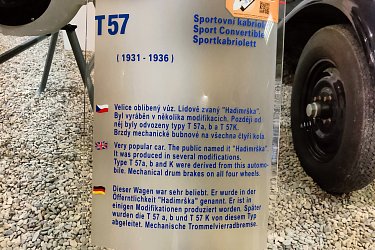 T57
Sportovní kabriolet
Sport Convertible
Sportkabriolett
(1931 - 1936)
Velice oblíbený vůz. Lidově zvaný "Hadimrška".
Byl vyráběn v několika modifikacích. Později od
něj byly odvozeny typy T 57a, b a T 57K.
Brzdy mechanické bubnové na všechna čtyři kola.
Very popular car. The public named it "Hadimrška".
It was produced in several modifications.
Type T 57a, b and K were derived from this automo-
bile. Mechanical drum brakes on all four wheels.
Dieser Wagen war sehr beliebt. Er wurde in der
Öffentlichkeit "Hadimrška" genannt. Er ist in
einigen Modifikationen produziert worden. Später
wurden die T 57 a, b und T 57 K von diesem Typ
abgeleitet. Mechanische Trommelvierradbremse.